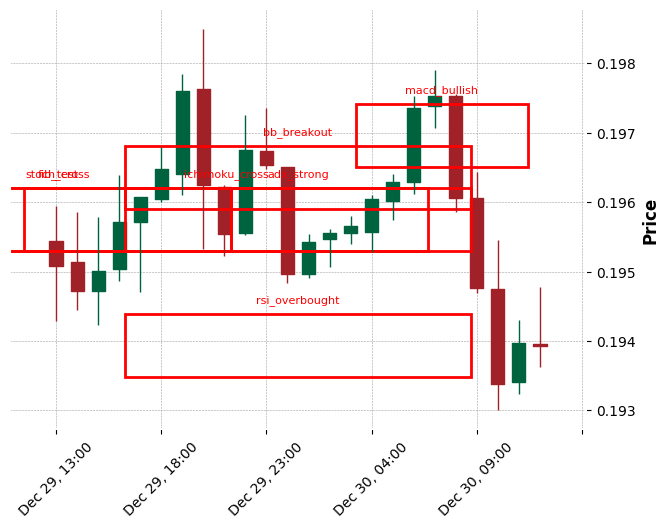 0.198
macd_bullish
0.197
bb_breakout
stoch_cross
fib_test
ichimoku_cross
adx_strong
0.196
Price
0.195
rsi_overbought
0.194
0.193
Dec 29, 13:00
Dec 29, 18:00
Dec 29, 23:00
Dec 30, 04:00
Dec 30, 09:00